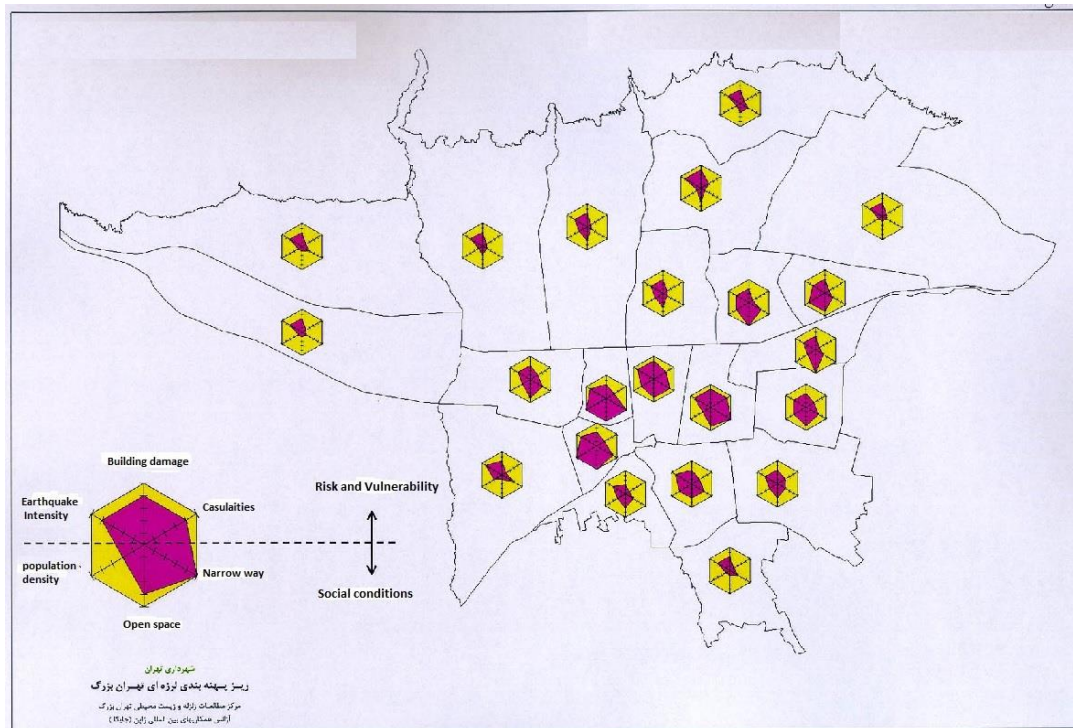 Building damage
Earthquake
Intensity
Casulaities
Risk and Vulnerability
population
density
Narrow way
Social conditions
Open space
شهرداری تهران
ریز پهنه بندی لرزه ای تهران بزرگ
مرکز مطالعات زلزله و زیست محیطی تهران بزرگ
آژانس همکاریهای بین المللی ژاپن (جایکا)